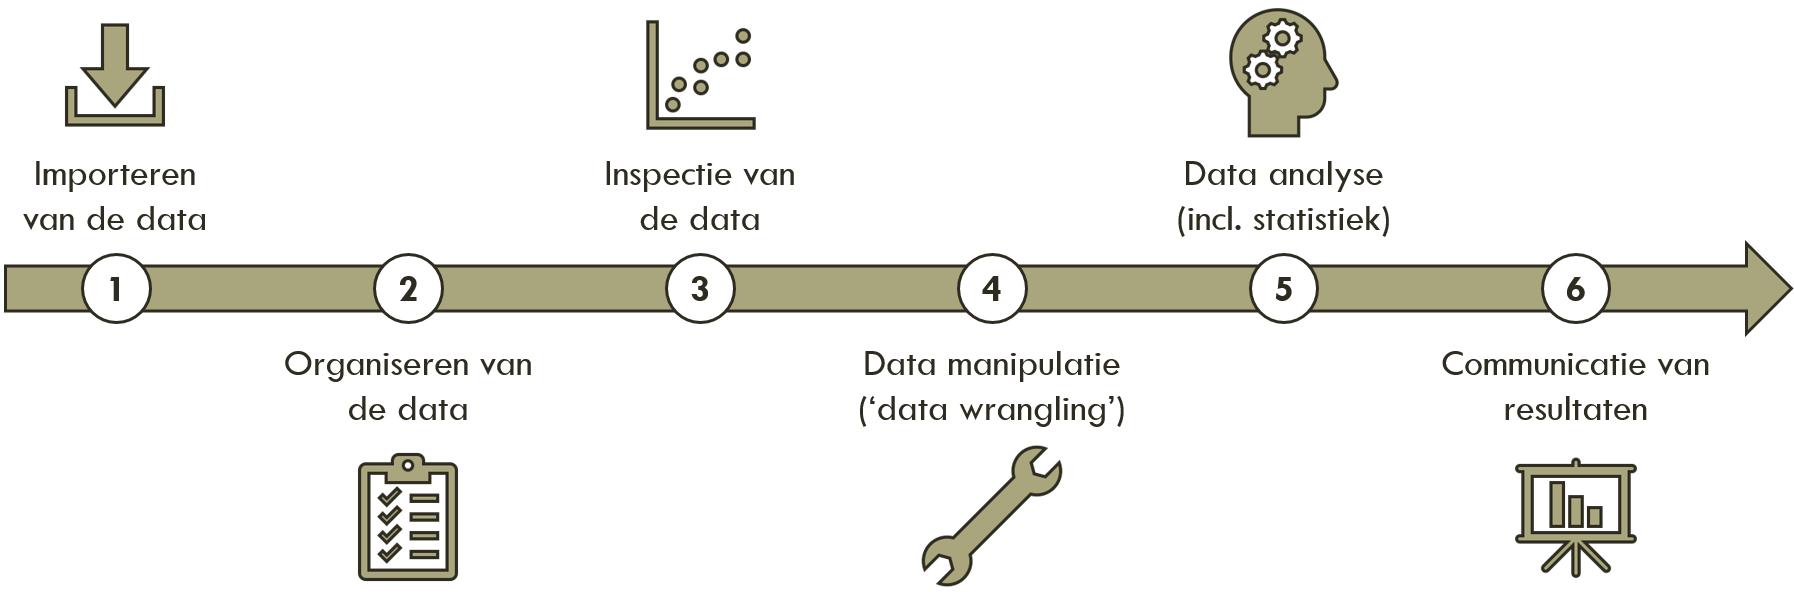 Importeren
van de data
1
Organiseren van
de data
2
Inspectie van
de data
3
Data manipulatie
(‘data wrangling’)
4
Data analyse
(incl. statistiek)
5
Communicatie van
resultaten
6